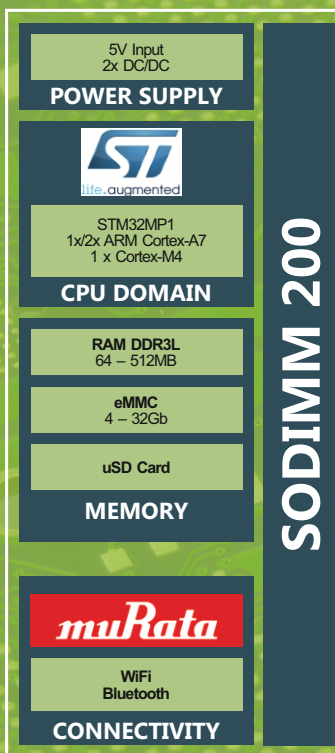 5V Input
2x DC/DC
POWER SUPPLY
ST
life.augmented
STM32MP1
1x/2x ARM Cortex-A7
1 x Cortex-M4
CPU DOMAIN
RAM DDR3L
64 – 512MB
eMMC
4 – 32Gb
uSD Card
MEMORY
muRata
WiFi
Bluetooth
CONNECTIVITY
SODIMM 200